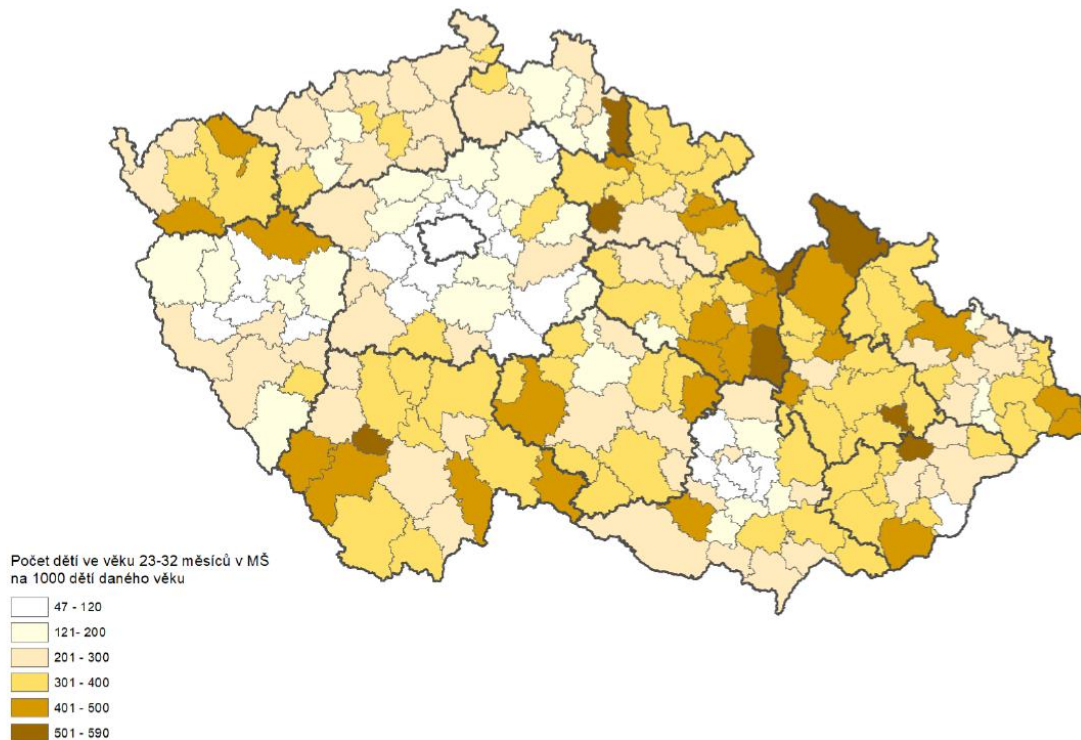 Počet dětí ve věku 23-32 měsíců v MŠ
na 1000 dětí daného věku
47 - 120
121- 200
201 - 300
301 - 400
401 - 500
501 - 590